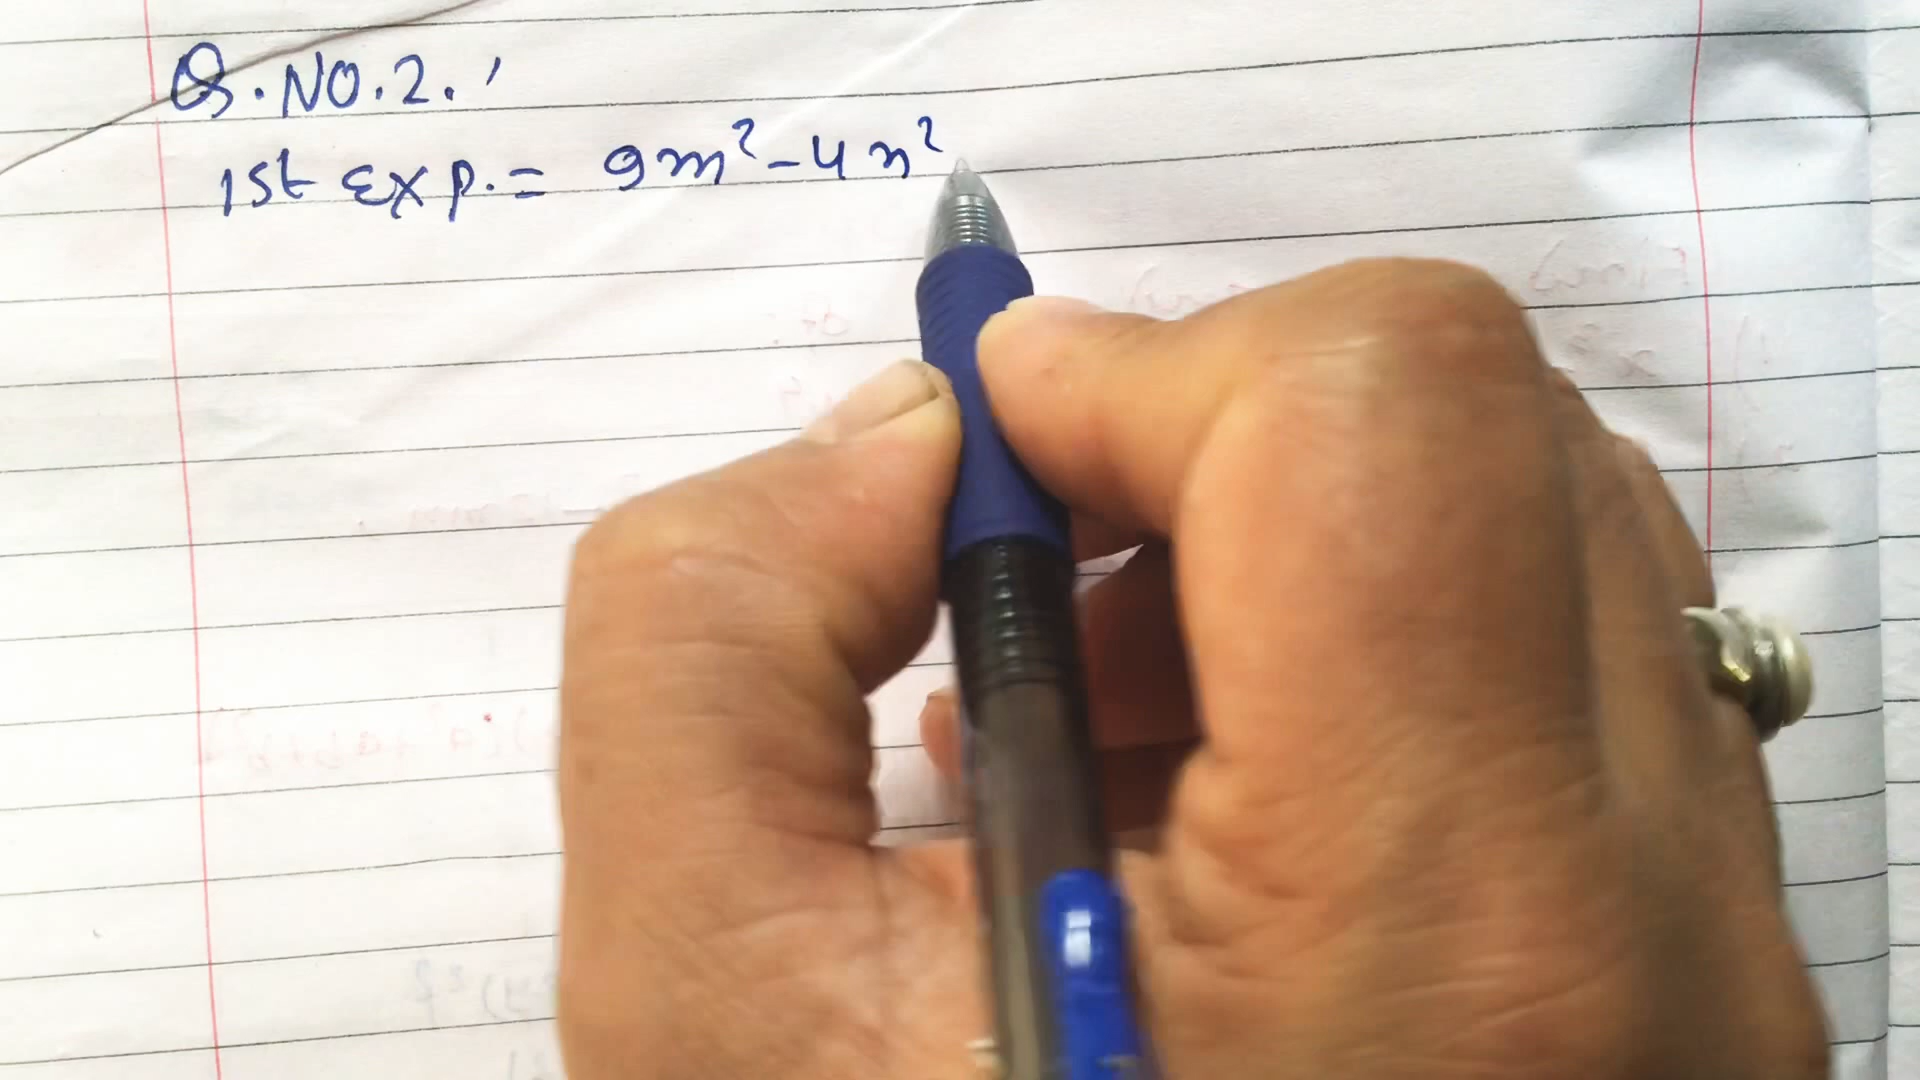 Q. NO. 2.
1st Exp. = 9m² - 4n²